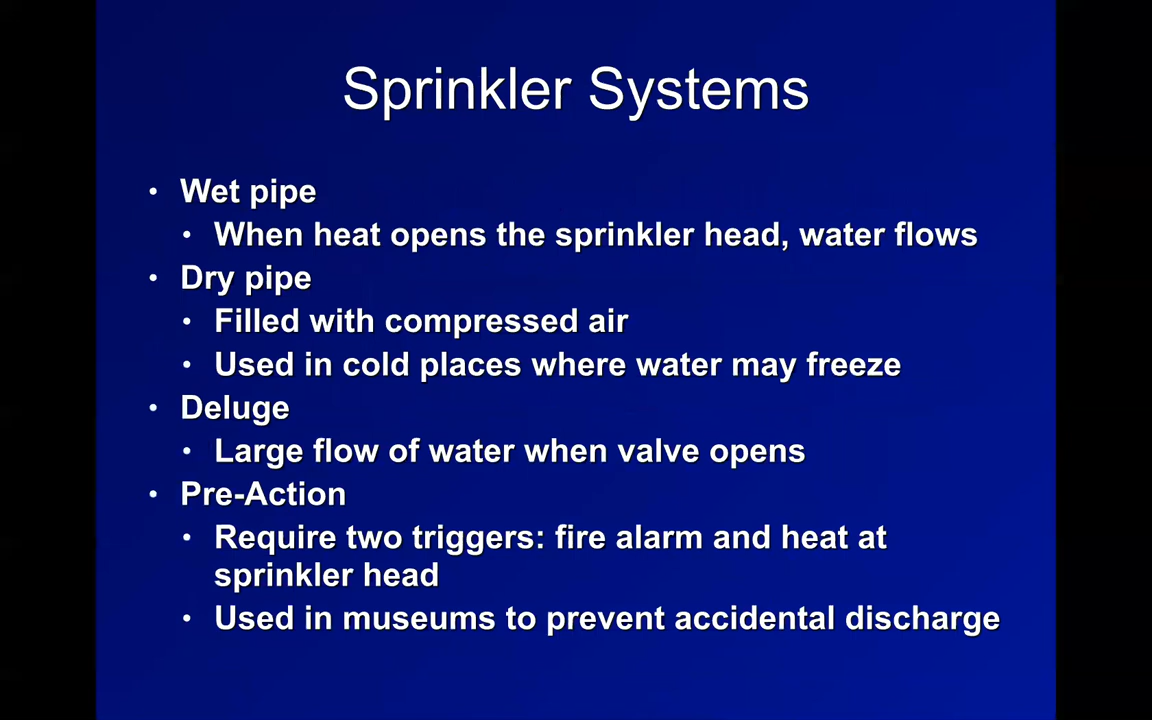 Sprinkler Systems
• Wet pipe
• When heat opens the sprinkler head, water flows
• Dry pipe
• Filled with compressed air
• Used in cold places where water may freeze
• Deluge
• Large flow of water when valve opens
• Pre-Action
• Require two triggers: fire alarm and heat at
sprinkler head
• Used in museums to prevent accidental discharge